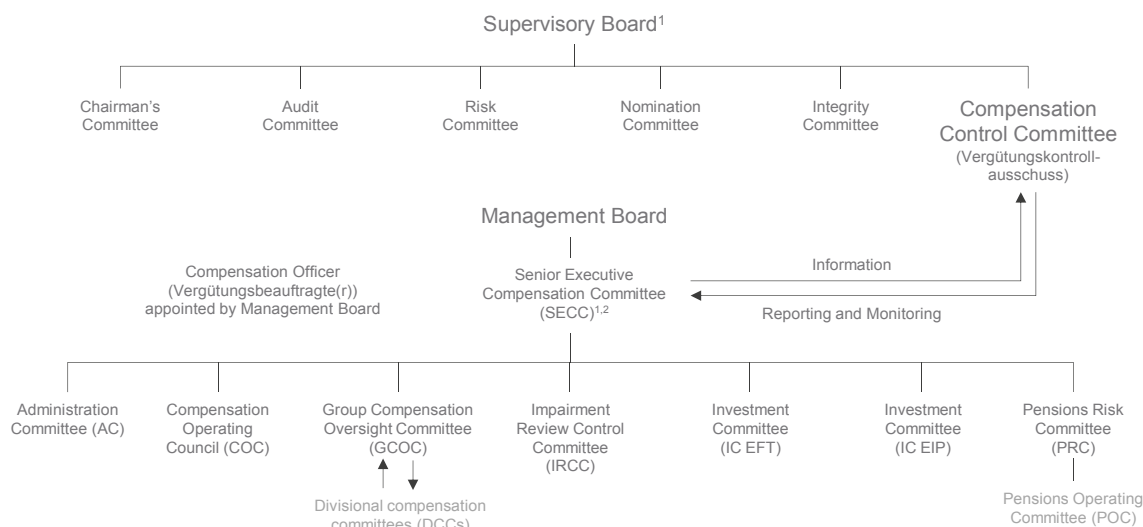 Supervisory Board¹
Chairman's
Committee
Audit
Committee
Risk
Committee
Nomination
Committee
Integrity
Committee
Compensation
Control Committee
(Vergütungskontroll-
ausschuss)
Management Board
Compensation Officer
(Vergütungsbeauftragte(r))
appointed by Management Board
Senior Executive
Compensation Committee
(SECC)¹,²
Information
Reporting and Monitoring
Administration
Committee (AC)
Compensation
Operating
Council (COC)
Group Compensation
Oversight Committee
(GCOC)
Impairment
Review Control
Committee
(IRCC)
Investment
Committee
(IC EFT)
Investment
Committee
(IC EIP)
Pensions Risk
Committee
(PRC)
Divisional compensation
committees (DCCs)
Pensions Operating
Committee (POC)